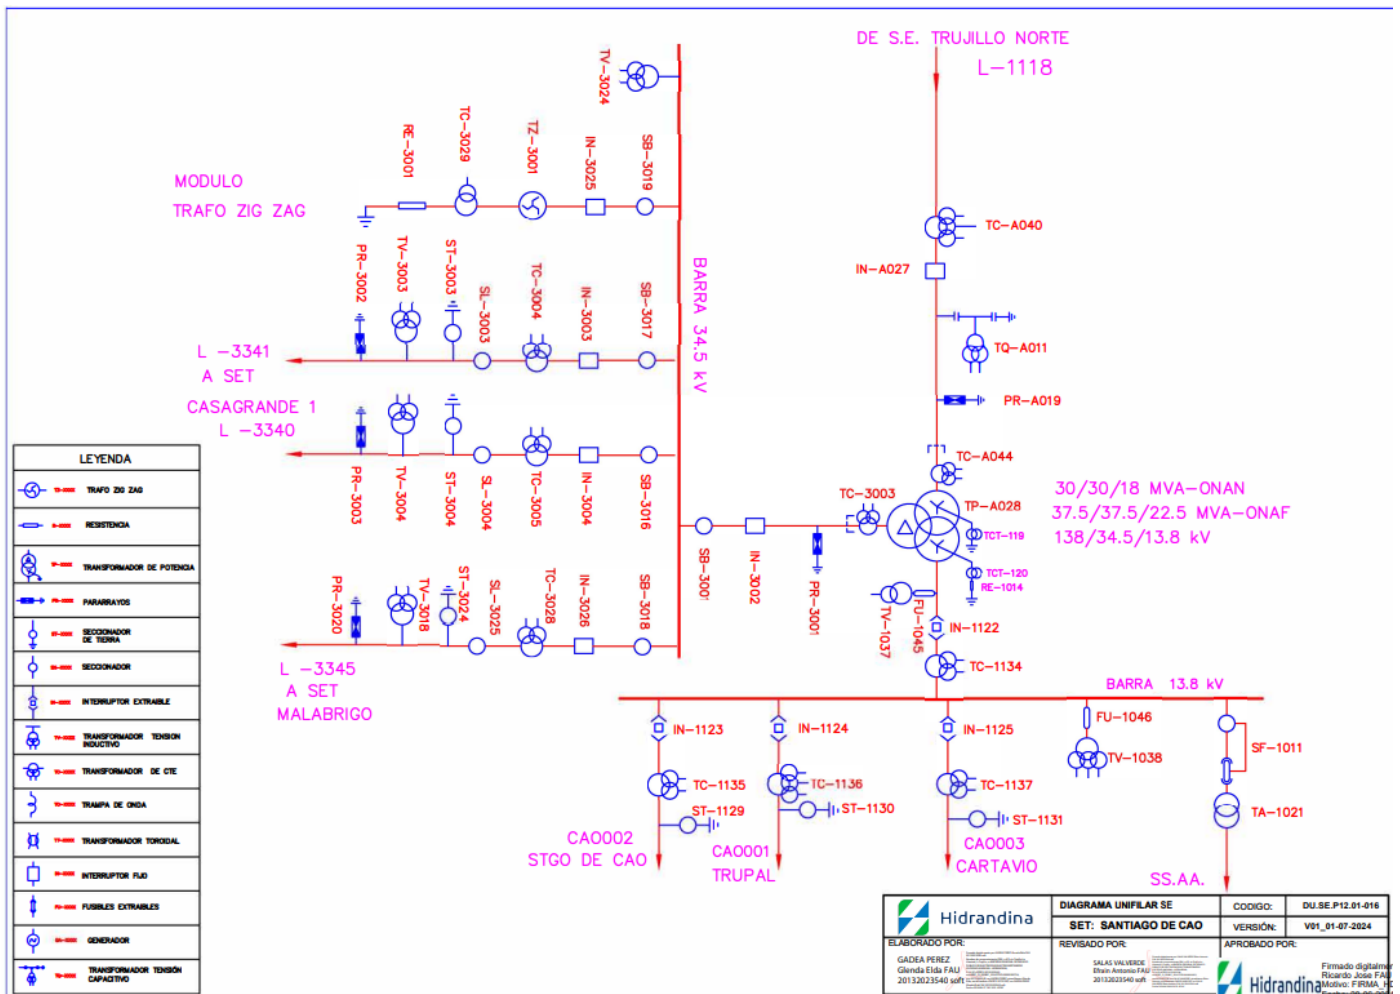 DE S.E. TRUJILLO NORTE
L-1118
TV-3024
RE-3001
TC-3029
TZ-3001
IN-3025
SB-3019
MODULO
TRAFO ZIG ZAG
TC-A040
IN-A027
TQ-A011
PR-A019
TC-A044
PR-3002
TV-3003
ST-3003
SL-3003
TC-3004
IN-3003
SB-3017
BARRA 34.5 kV
L -3341
A SET
CASAGRANDE 1
L -3340
PR-3003
TV-3004
ST-3004
SL-3004
TC-3005
IN-3004
SB-3016
TC-3003
TP-A028
30/30/18 MVA-ONAN
37.5/37.5/22.5 MVA-ONAF
138/34.5/13.8 kV
TCT-119
TCT-120
RE-1014
SB-3001
IN-3002
PR-3001
TV-1037
FU-1045
IN-1122
TC-1134
PR-3020
TV-3018
ST-3024
SL-3025
TC-3028
IN-3026
SB-3018
L -3345
A SET
MALABRIGO
BARRA 13.8 kV
IN-1123
IN-1124
IN-1125
FU-1046
SF-1011
TC-1135
TC-1136
TC-1137
TV-1038
ST-1129
ST-1130
ST-1131
TA-1021
CAO002
STGO DE CAO
CAO001
TRUPAL
CAO003
CARTAVIO
SS.AA.
LEYENDA
TRAFO ZIG ZAG
RESISTENCIA
TRANSFORMADOR DE POTENCIA
PARARRAYOS
SECCIONADOR
DE TIERRA
SECCIONADOR
INTERRUPTOR EXTRAIBLE
TRANSFORMADOR TENSION
INDUCTIVO
TRANSFORMADOR DE CTE
TRAMPA DE ONDA
TRANSFORMADOR TOROIDAL
INTERRUPTOR FIJO
FUSIBLES EXTRAIBLES
GENERADOR
TRANSFORMADOR TENSIÓN
CAPACITIVO
Hidrandina
DIAGRAMA UNIFILAR SE
CODIGO:
DU.SE.P12.01-016
SET: SANTIAGO DE CAO
VERSIÓN:
V01_01-07-2024
ELABORADO POR:
REVISADO POR:
APROBADO POR:
GADEA PEREZ
Glenda Elda FAU
20132023540 soft
SALAS VALVERDE
Efrain Antonio FAU
20132023540 soft
Hidrandina
Firmado digitalmen
Ricardo Jose FAU
Motivo: FIRMA_